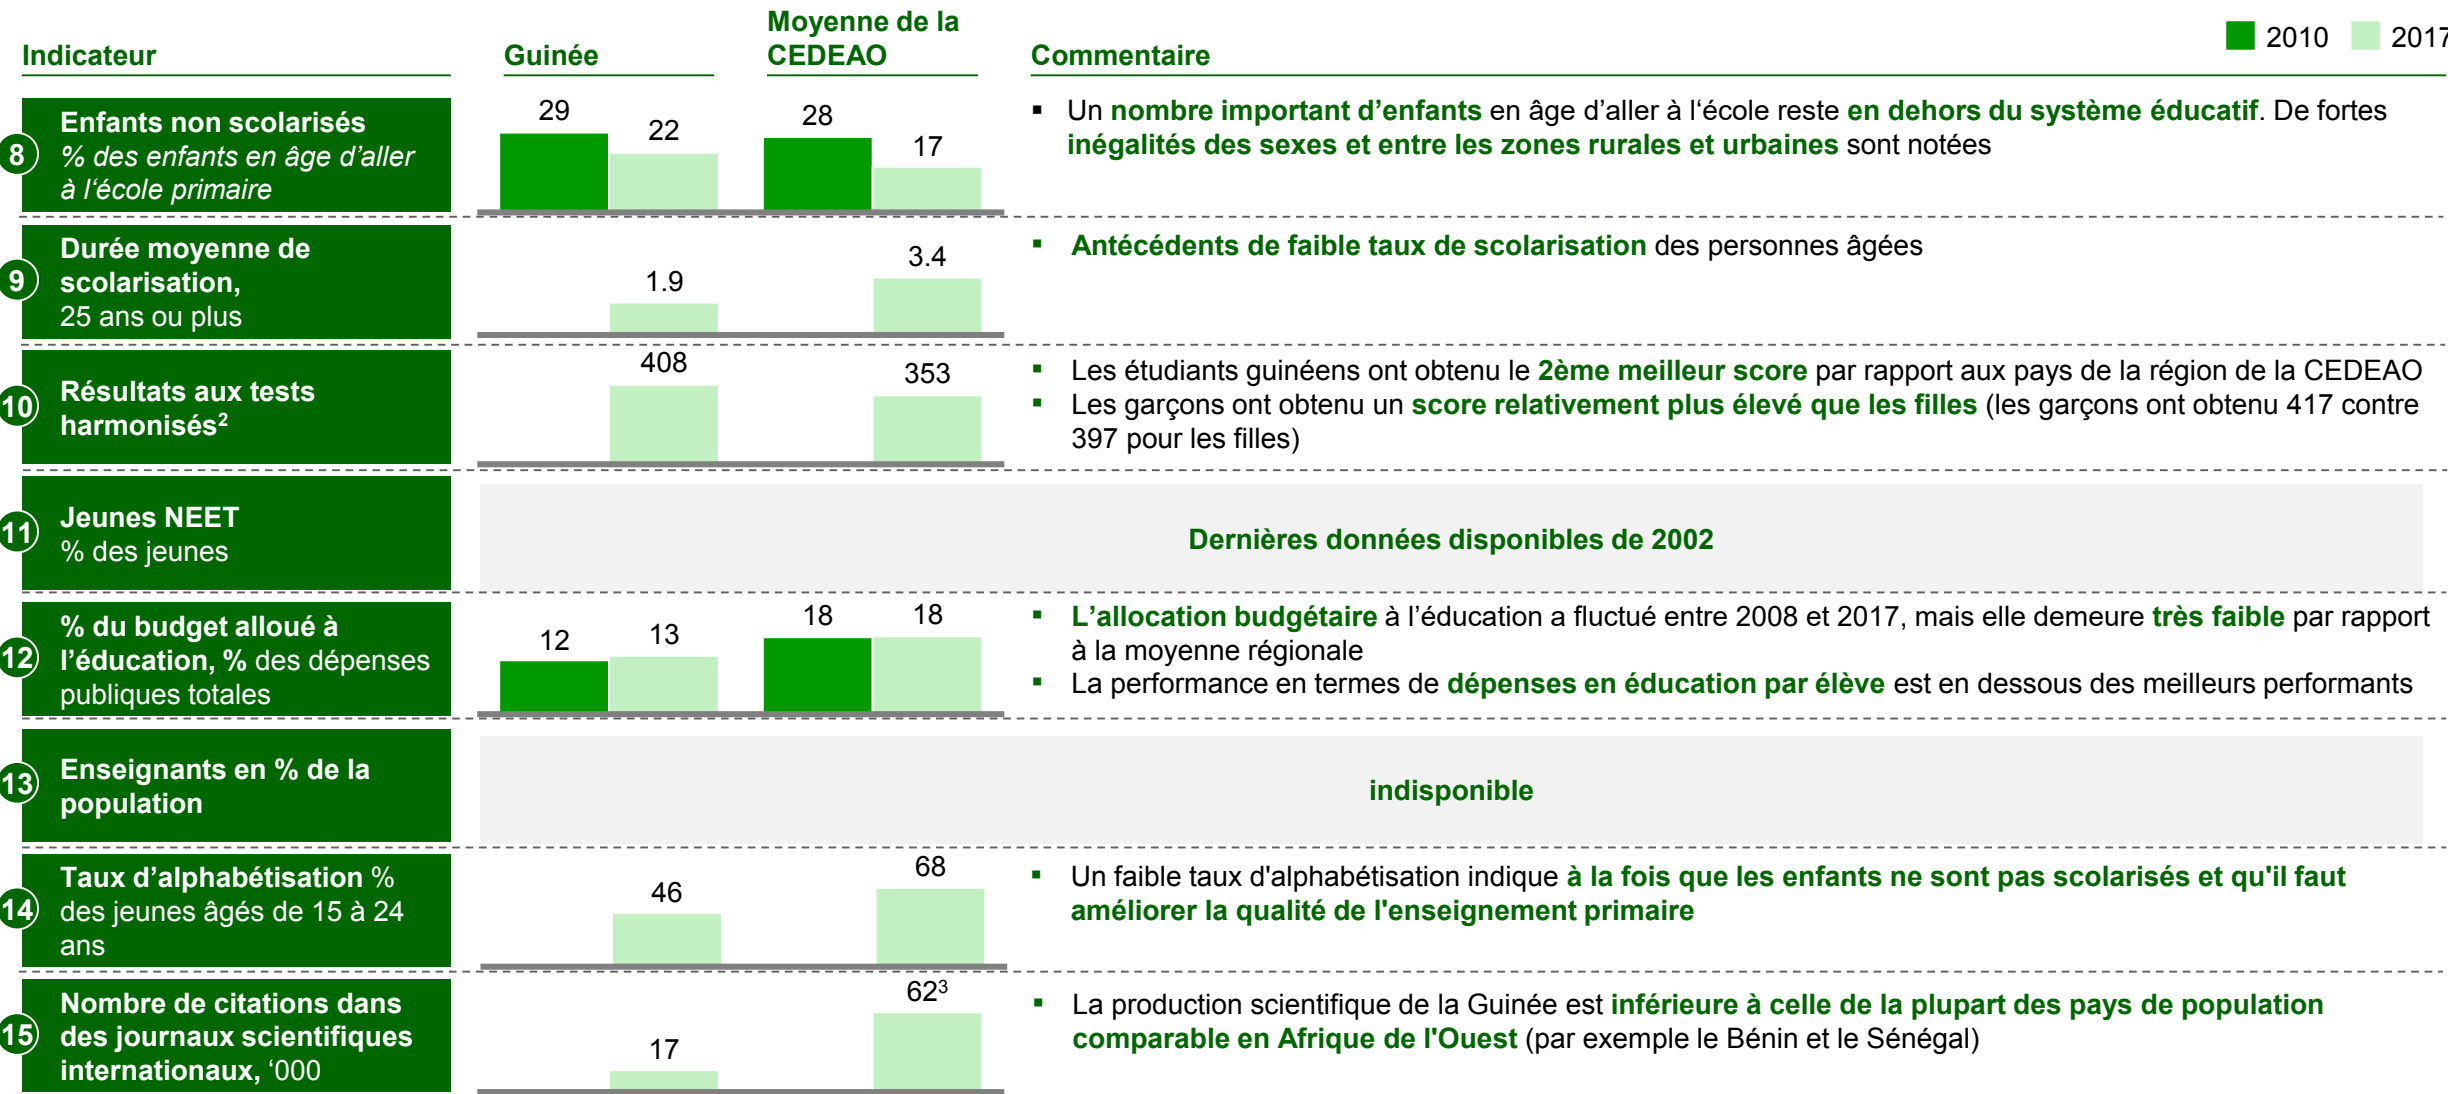 Indicateur
Guinée
Moyenne de la
CEDEAO
Commentaire
2010
2017
8
Enfants non scolarisés
% des enfants en âge d’aller
à l‘école primaire
29
22
28
17
▪ Un nombre important d’enfants en âge d’aller à l‘école reste en dehors du système éducatif. De fortes
inégalités des sexes et entre les zones rurales et urbaines sont notées
9
Durée moyenne de
scolarisation,
25 ans ou plus
1.9
3.4
▪ Antécédents de faible taux de scolarisation des personnes âgées
10
Résultats aux tests
harmonisés²
408
353
▪ Les étudiants guinéens ont obtenu le 2ème meilleur score par rapport aux pays de la région de la CEDEAO
▪ Les garçons ont obtenu un score relativement plus élevé que les filles (les garçons ont obtenu 417 contre
397 pour les filles)
11
Jeunes NEET
% des jeunes
Dernières données disponibles de 2002
12
% du budget alloué à
l’éducation, % des dépenses
publiques totales
12
13
18
18
▪ L’allocation budgétaire à l’éducation a fluctué entre 2008 et 2017, mais elle demeure très faible par rapport
à la moyenne régionale
▪ La performance en termes de dépenses en éducation par élève est en dessous des meilleurs performants
13
Enseignants en % de la
population
indisponible
14
Taux d’alphabétisation %
des jeunes âgés de 15 à 24
ans
46
68
▪ Un faible taux d'alphabétisation indique à la fois que les enfants ne sont pas scolarisés et qu'il faut
améliorer la qualité de l'enseignement primaire
15
Nombre de citations dans
des journaux scientifiques
internationaux, ‘000
17
62³
▪ La production scientifique de la Guinée est inférieure à celle de la plupart des pays de population
comparable en Afrique de l'Ouest (par exemple le Bénin et le Sénégal)